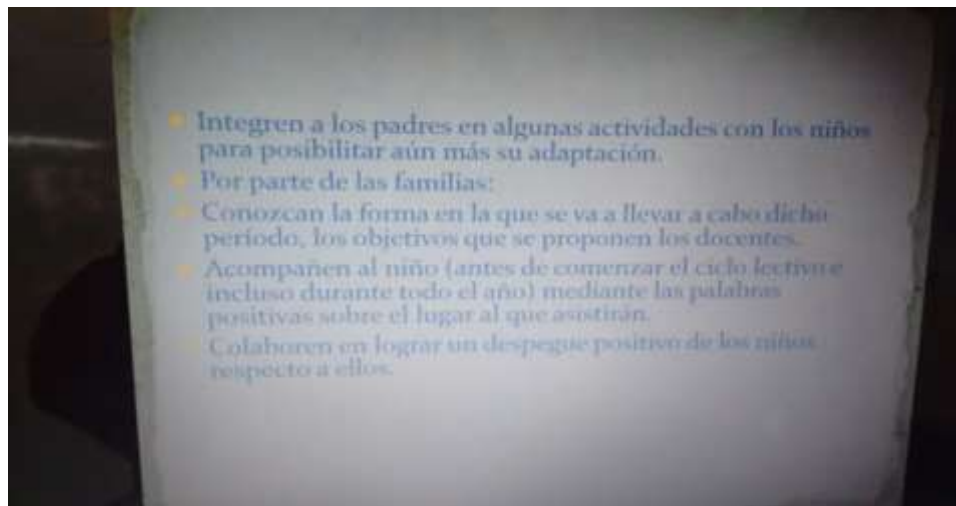 Integren a los padres en algunas actividades con los niños
para posibilitar aún más su adaptación.
Por parte de las familias:
Conozcan la forma en la que se va a llevar a cabo dicho
período, los objetivos que se proponen los docentes.
Acompañen al niño (antes de comenzar el ciclo lectivo e
incluso durante todo el año) mediante las palabras
positivas sobre el lugar al que asistirán.
Colaboren en lograr un despegue positivo de los niños
respecto a ellos.